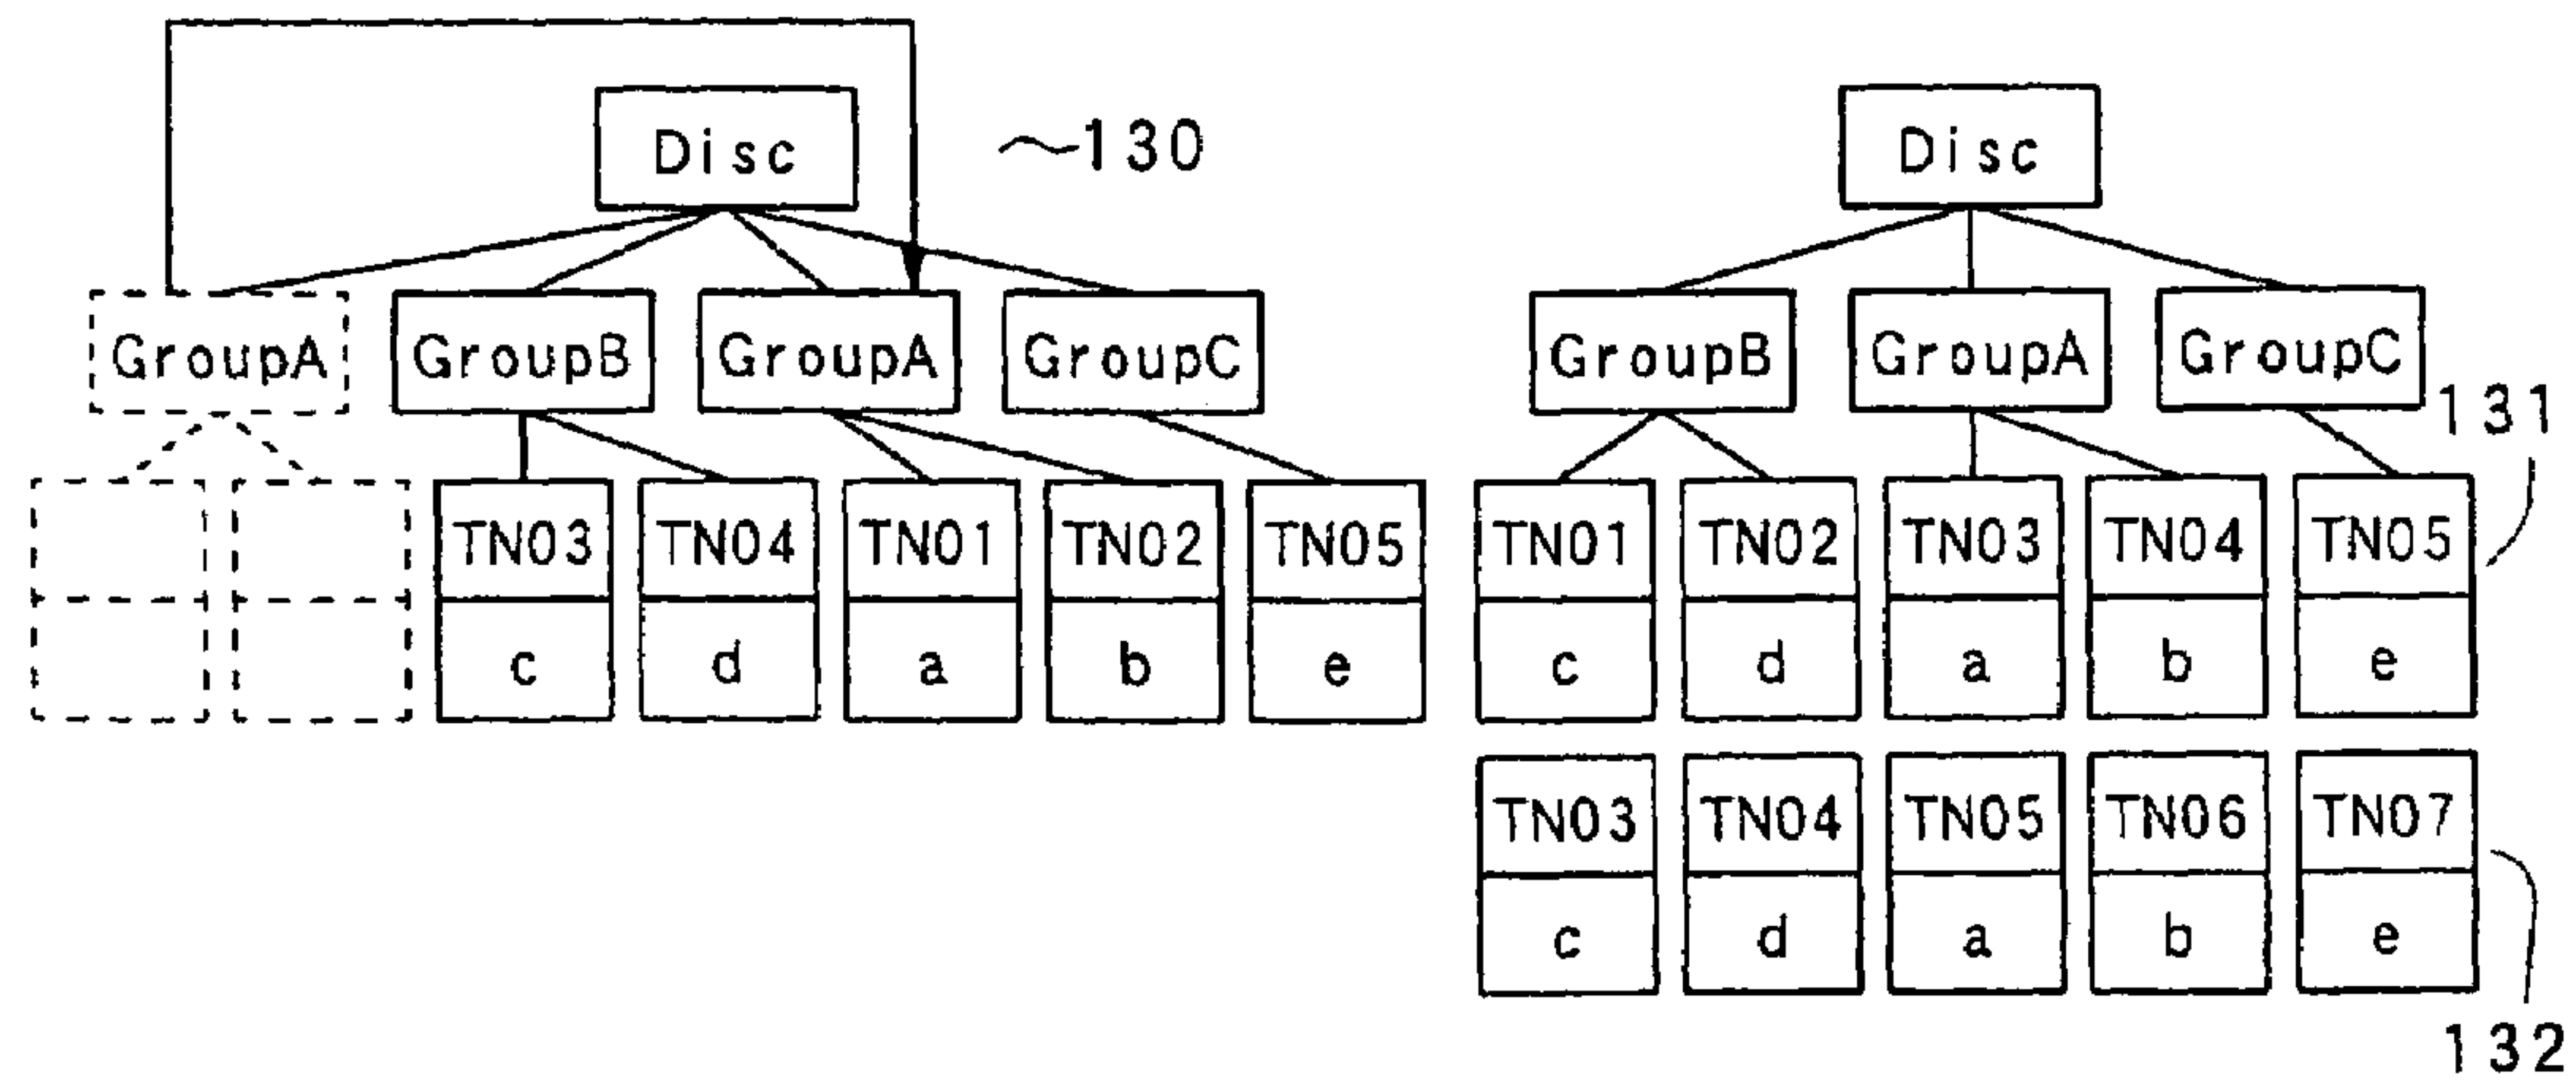 Disc 130 Disc
GroupA GroupB GroupA GroupC GroupB GroupA GroupC
131
TN03 TN04 TN01 TN02 TN05 TN01 TN02 TN03 TN04 TN05
c d a b e c d a b e
TN03 TN04 TN05 TN06 TN07
c d a b e
132